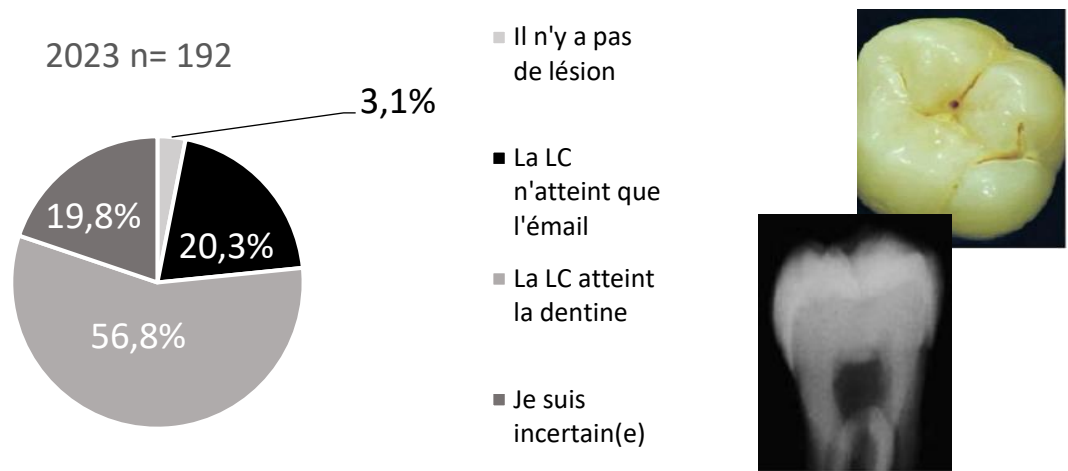 2023 n= 192
3,1%
20,3%
56,8%
19,8%
Il n'y a pas
de lésion
La LC
n'atteint que
l'émail
La LC atteint
la dentine
Je suis
incertain(e)